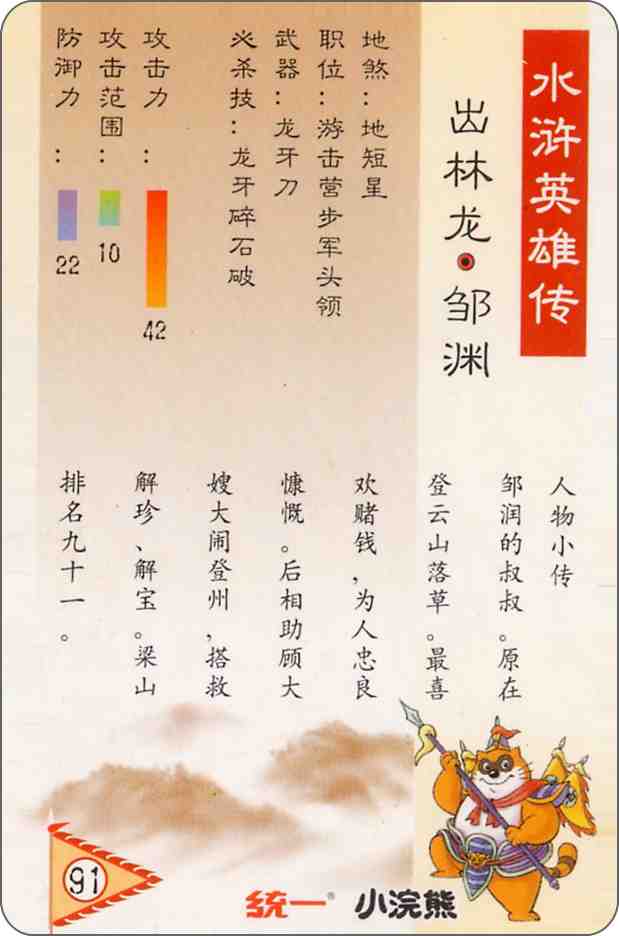 水浒英雄传
出林龙·邹渊
地煞：地短星
职位：游击营步军头领
武器：龙牙刀
必杀技：龙牙碎石破
攻击力：42
攻击范围：10
防御力：22
人物小传
邹润的叔叔。原在
登云山落草。最喜
欢赌钱，为人忠良
慷慨。后相助顾大
嫂大闹登州，搭救
解珍、解宝。梁山
排名九十一。
91
统一® 小浣熊